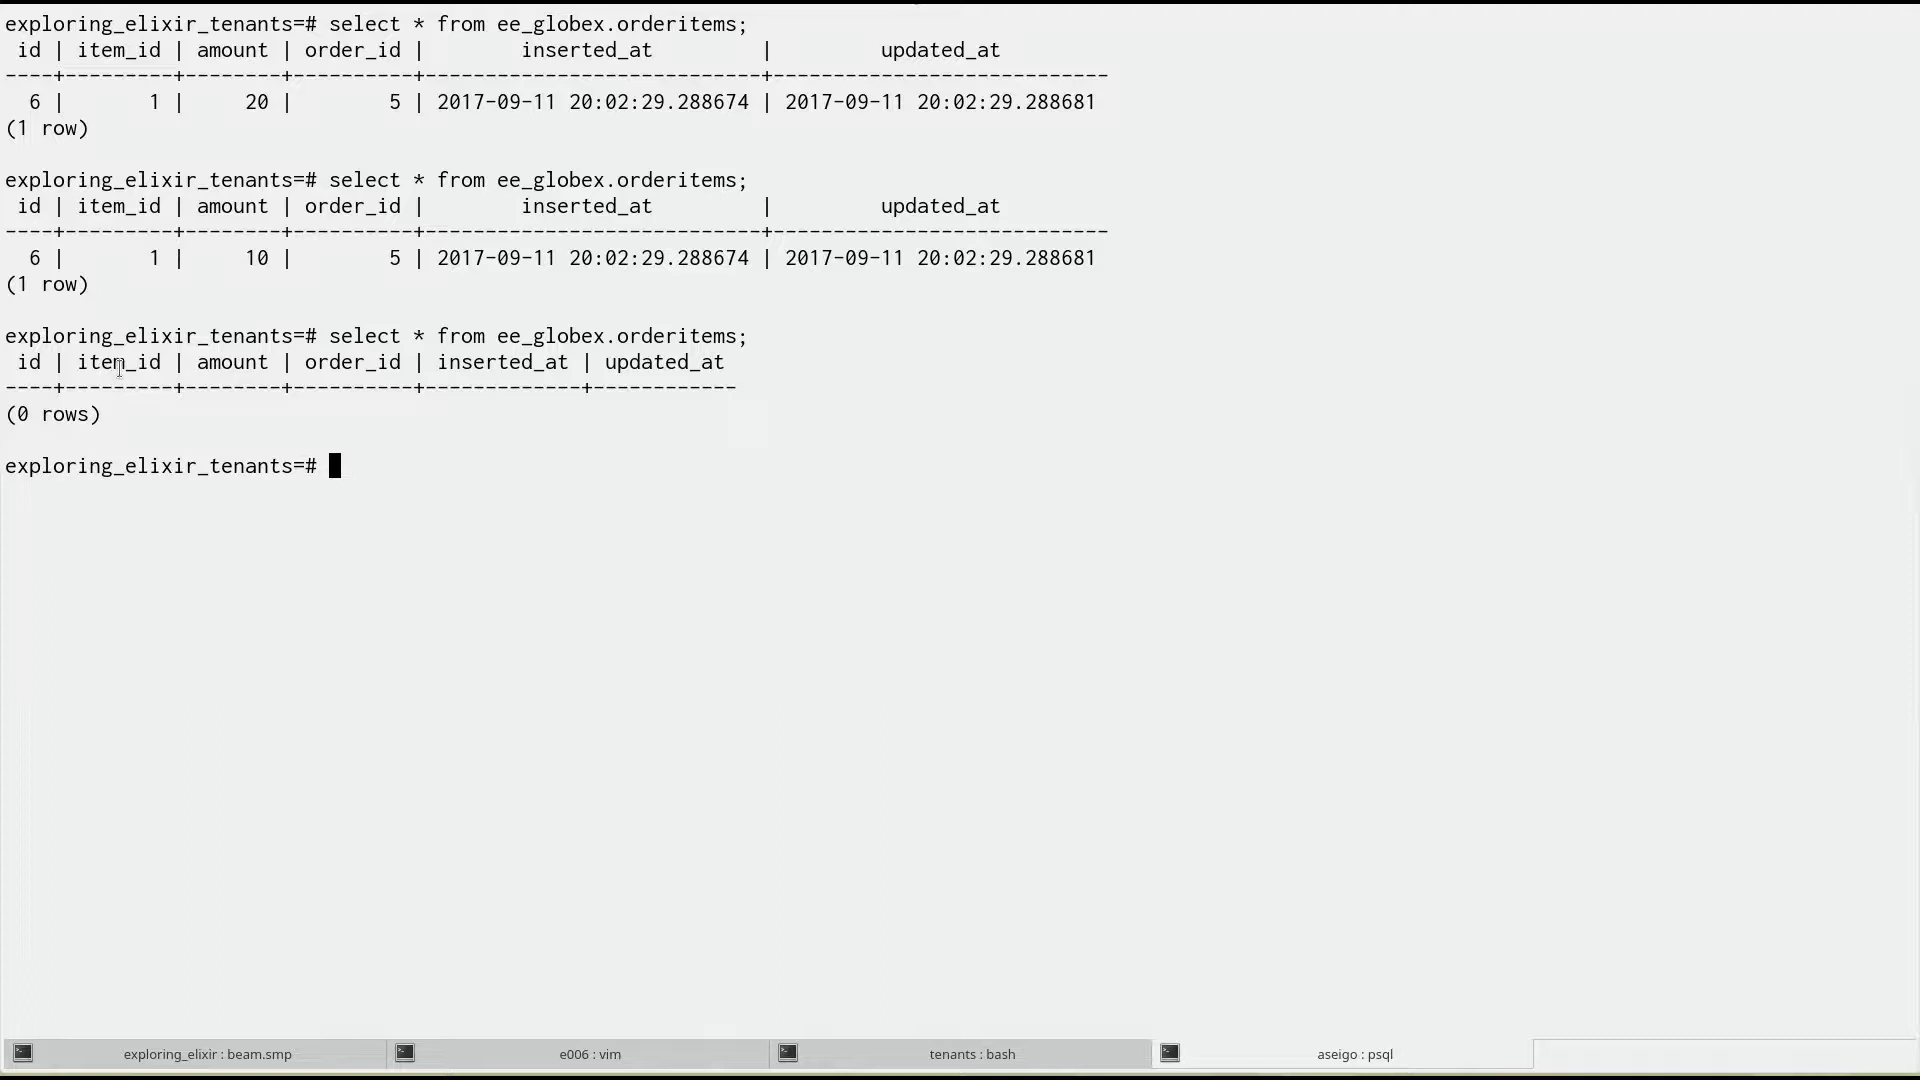 exploring_elixir_tenants=# select * from ee_globex.orderitems;
 id | item_id | amount | order_id |        inserted_at         |         updated_at
----+---------+--------+----------+----------------------------+----------------------------
  6 |       1 |     20 |        5 | 2017-09-11 20:02:29.288674 | 2017-09-11 20:02:29.288681
(1 row)

exploring_elixir_tenants=# select * from ee_globex.orderitems;
 id | item_id | amount | order_id |        inserted_at         |         updated_at
----+---------+--------+----------+----------------------------+----------------------------
  6 |       1 |     10 |        5 | 2017-09-11 20:02:29.288674 | 2017-09-11 20:02:29.288681
(1 row)

exploring_elixir_tenants=# select * from ee_globex.orderitems;
 id | item_id | amount | order_id | inserted_at | updated_at
----+---------+--------+----------+-------------+------------
(0 rows)

exploring_elixir_tenants=#
exploring_elixir : beam.smp
e006 : vim
tenants : bash
aseigo : psql